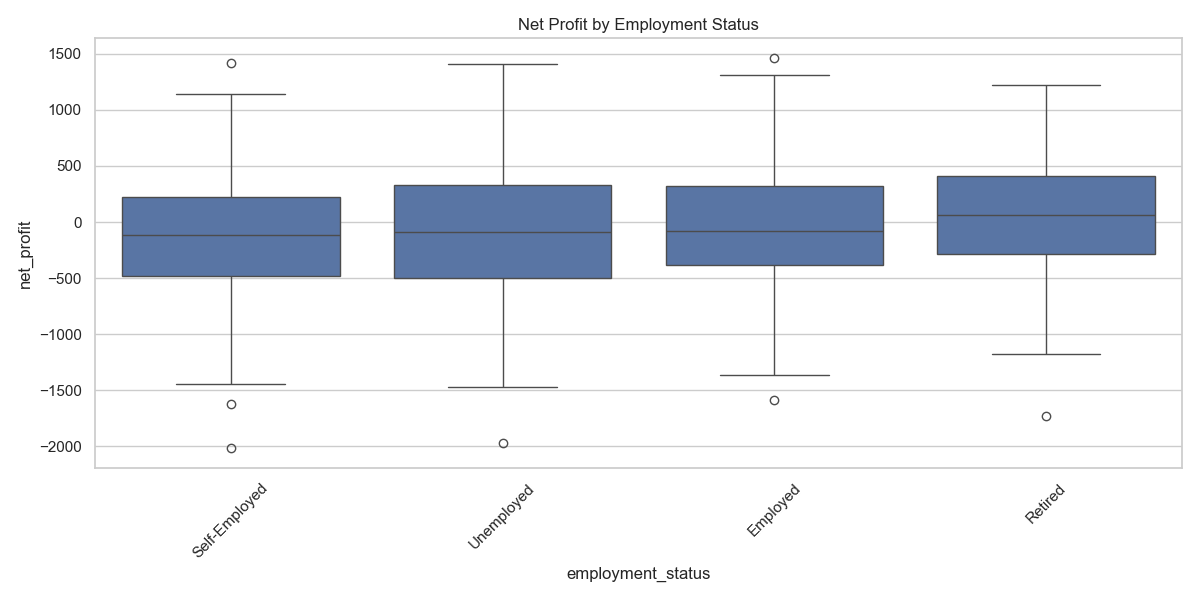 Net Profit by Employment Status
1500
1000
500
0
−500
−1000
−1500
−2000
net_profit
Self-Employed
Unemployed
Employed
Retired
employment_status